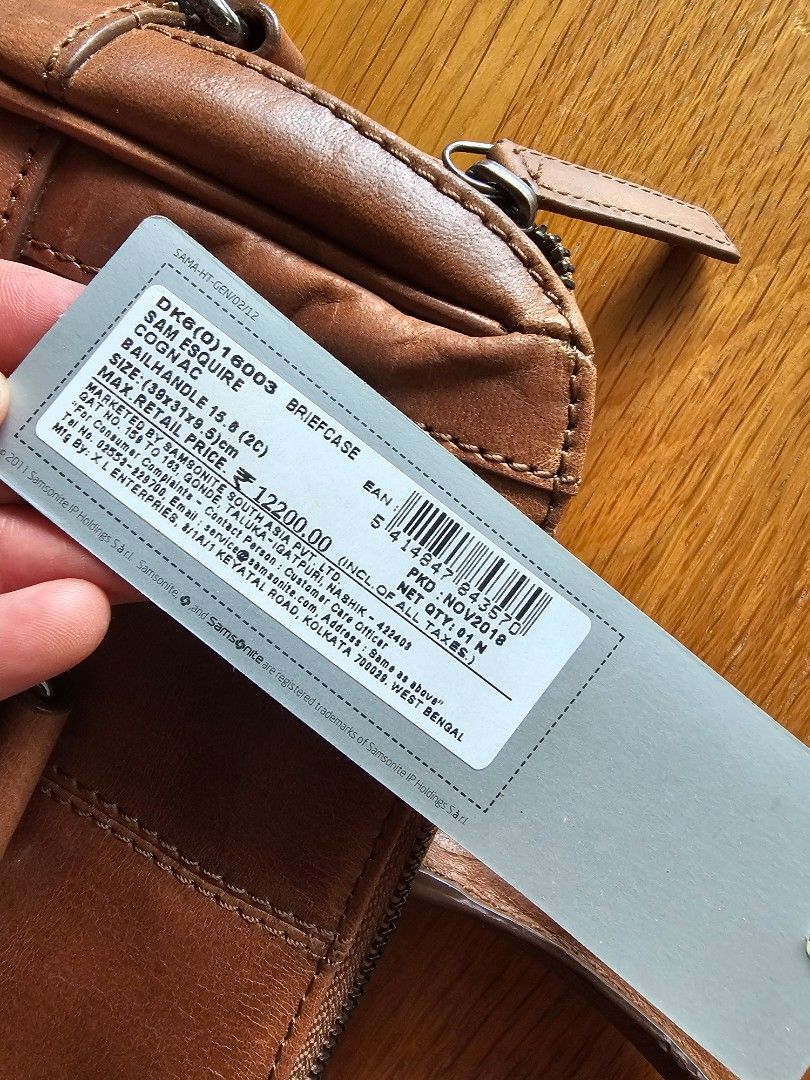 SAMA-HT-GEN/02/12
DK6(0)16003
SAM ESQUIRE BRIEFCASE
COGNAC
BAILHANDLE 15.6 (2C)
SIZE: (39x31x9.5)cm
EAN :
5 414847 843570
MAX. RETAIL PRICE ₹ 12200.00 (INCL.OF ALL TAXES.)
PKD : NOV2018
NET QTY. 01 N
MARKETED BY SAMSONITE SOUTH ASIA PVT. LTD.
GAT NO. 159 TO 163, GONDE, TALUKA IGATPURI, NASHIK - 422403
"For Consumer Complaints - Contact Person : Customer Care Officer
Tel No. 02553-229700, Email : service@samsonite.com, Address : Same as above"
Mfg By: X L ENTERPRIES, 8/1A/1 KEYATAL ROAD, KOLKATA 700029, WEST BENGAL
© 2011 Samsonite IP Holdings S.àr.l. Samsonite, and Samsonite are registered trademarks of Samsonite IP Holdings S.àr.l.